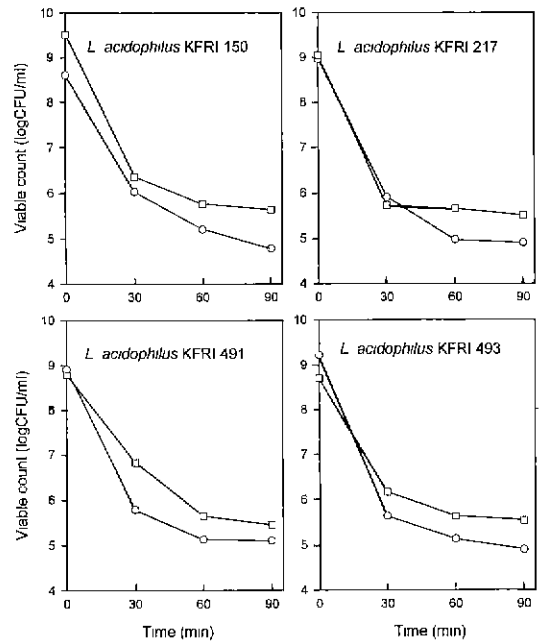 L acidophilus KFRI 150
L acidophilus KFRI 217
Viable count (logCFU/ml)
10
9
8
7
6
5
4
0 30 60 90
10
9
8
7
6
5
4
0 30 60 90
L acidophilus KFRI 491
L acidophilus KFRI 493
Viable count (logCFU/ml)
10
9
8
7
6
5
4
0 30 60 90
Time (min)
10
9
8
7
6
5
4
0 30 60 90
Time (min)